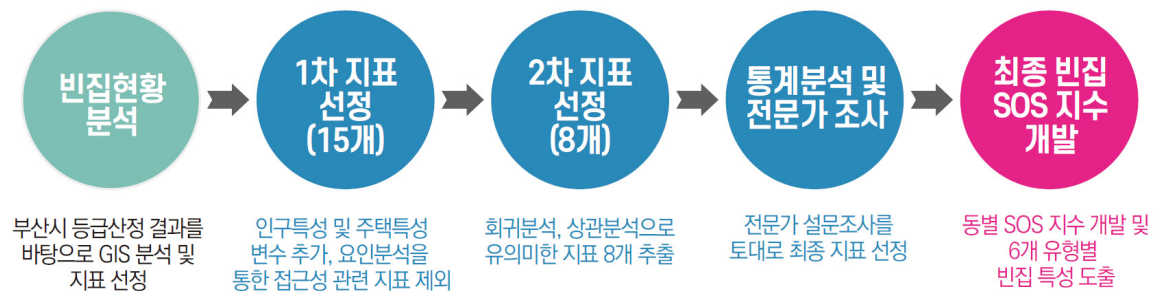 빈집현황
분석
1차 지표
선정
(15개)
2차 지표
선정
(8개)
통계분석 및
전문가 조사
최종 빈집
SOS 지수
개발
부산시 등급산정 결과를
바탕으로 GIS 분석 및
지표 선정
인구특성 및 주택특성
변수 추가, 요인분석을
통한 접근성 관련 지표 제외
회귀분석, 상관분석으로
유의미한 지표 8개 추출
전문가 설문조사를
토대로 최종 지표 선정
동별 SOS 지수 개발 및
6개 유형별
빈집 특성 도출